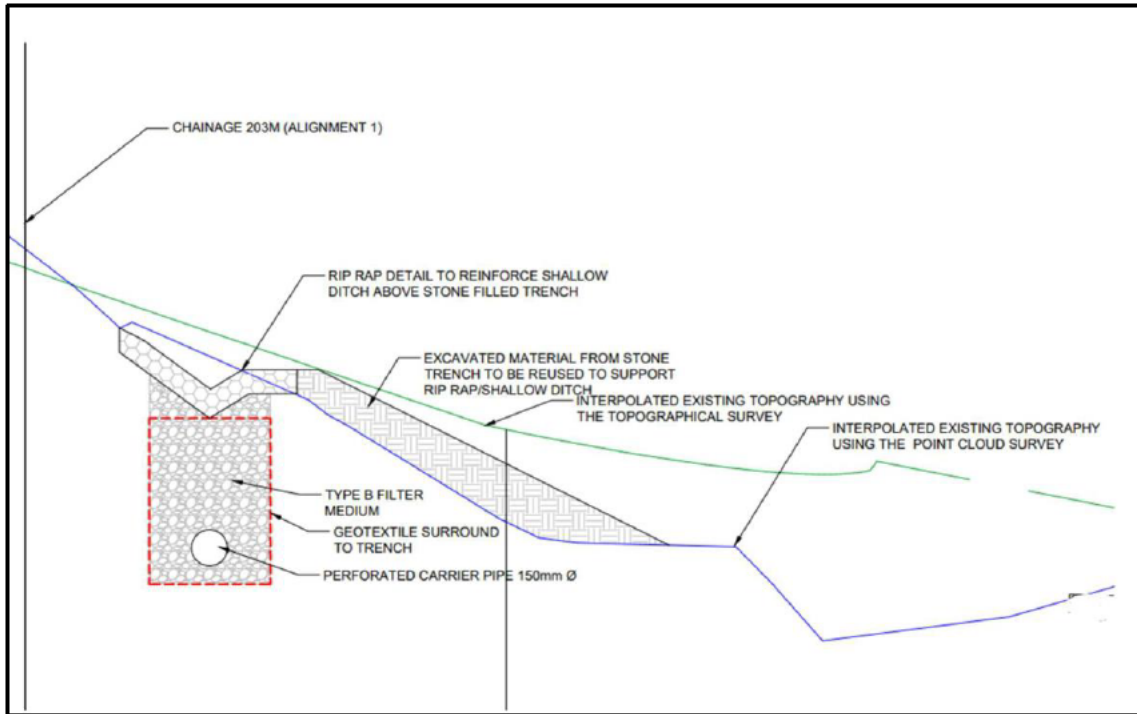 CHAINAGE 203M (ALIGNMENT 1)
RIP RAP DETAIL TO REINFORCE SHALLOW
DITCH ABOVE STONE FILLED TRENCH
EXCAVATED MATERIAL FROM STONE
TRENCH TO BE REUSED TO SUPPORT
RIP RAP/SHALLOW DITCH
INTERPOLATED EXISTING TOPOGRAPHY USING
THE TOPOGRAPHICAL SURVEY
INTERPOLATED EXISTING TOPOGRAPHY
USING THE POINT CLOUD SURVEY
TYPE B FILTER
MEDIUM
GEOTEXTILE SURROUND
TO TRENCH
PERFORATED CARRIER PIPE 150mm Ø